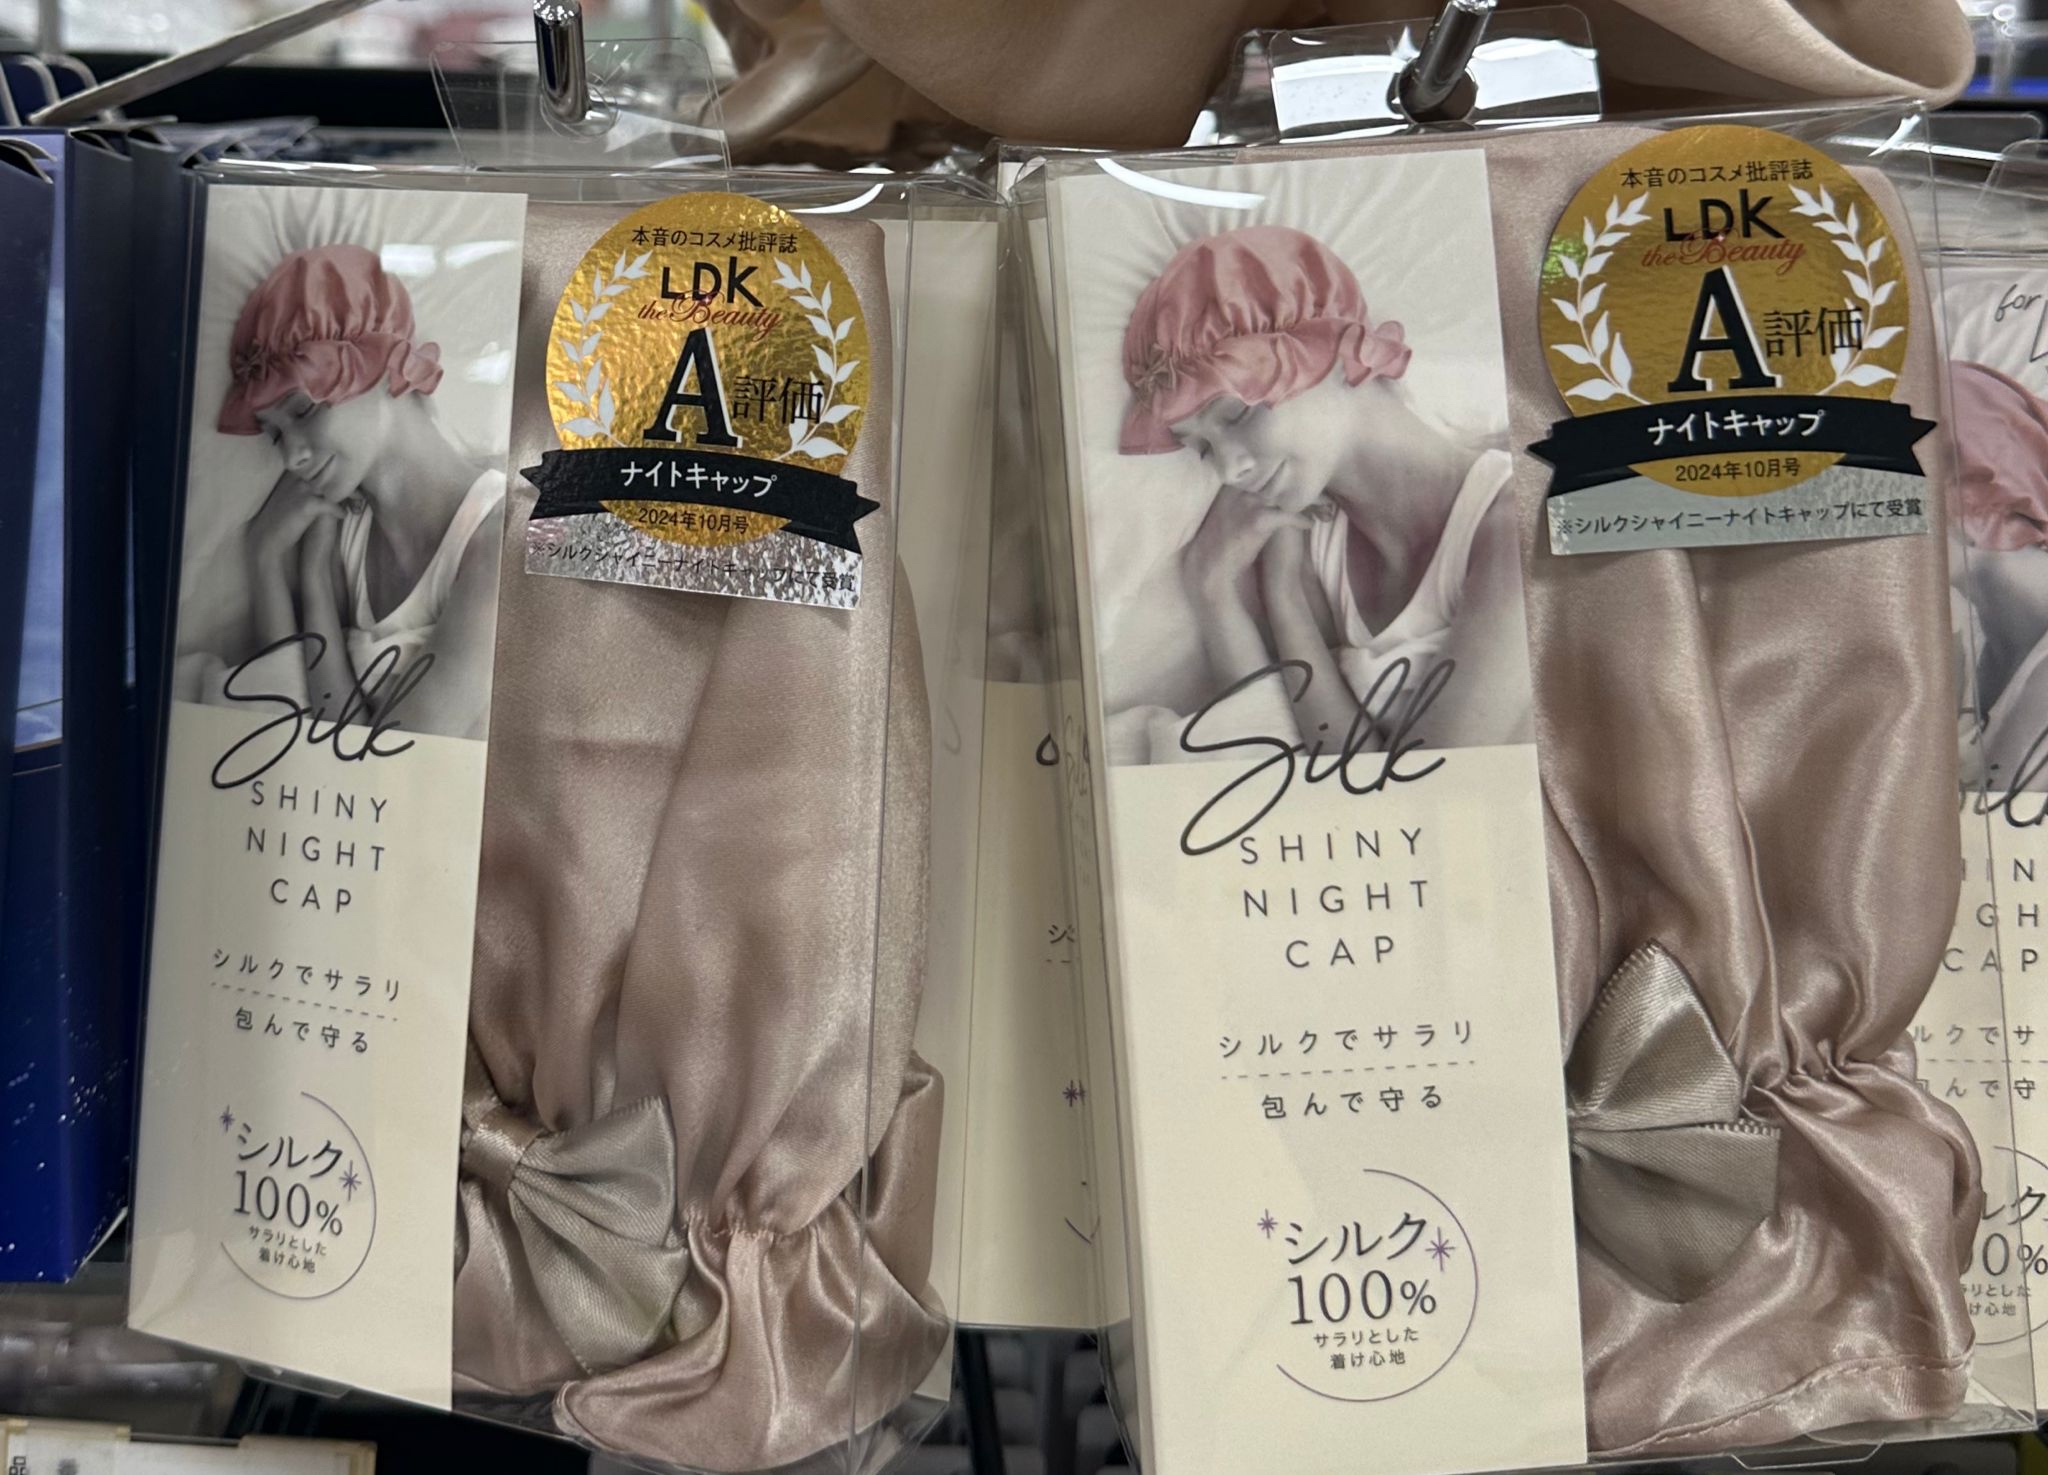 本音のコスメ批評誌
LDK
the Beauty
A評価
ナイトキャップ
2024年10月号
※シルクシャイニーナイトキャップにて受賞
Silk
SHINY
NIGHT
CAP
シルクでサラリ
包んで守る
シルク
100%
サラリとした
着け心地
本音のコスメ批評誌
LDK
the Beauty
A評価
ナイトキャップ
2024年10月号
※シルクシャイニーナイトキャップにて受賞
Silk
SHINY
NIGHT
CAP
シルクでサラリ
包んで守る
シルク
100%
サラリとした
着け心地
for
CAP